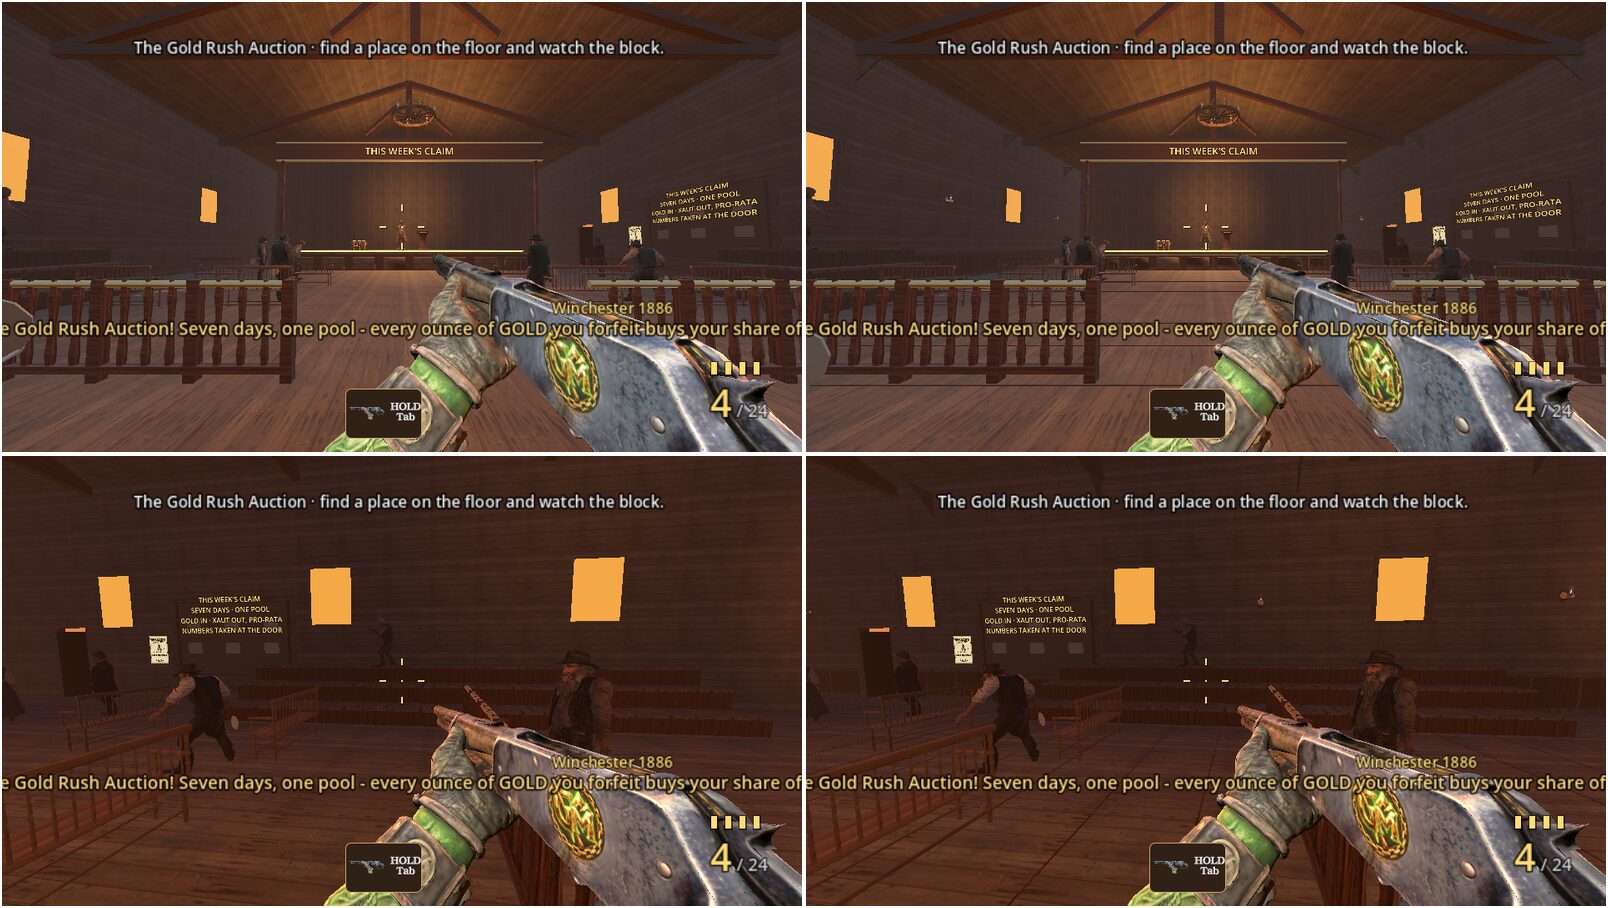 The Gold Rush Auction · find a place on the floor and watch the block.
THIS WEEK'S CLAIM
THIS WEEK'S CLAIM
SEVEN DAYS · ONE POOL
GOLD IN · XAUT OUT, PRO-RATA
NUMBERS TAKEN AT THE DOOR
Winchester 1886
e Gold Rush Auction! Seven days, one pool - every ounce of GOLD you forfeit buys your share of
HOLD
Tab
4 / 24
The Gold Rush Auction · find a place on the floor and watch the block.
THIS WEEK'S CLAIM
THIS WEEK'S CLAIM
SEVEN DAYS · ONE POOL
GOLD IN · XAUT OUT, PRO-RATA
NUMBERS TAKEN AT THE DOOR
Winchester 1886
e Gold Rush Auction! Seven days, one pool - every ounce of GOLD you forfeit buys your share of
HOLD
Tab
4 / 24
The Gold Rush Auction · find a place on the floor and watch the block.
THIS WEEK'S CLAIM
SEVEN DAYS · ONE POOL
GOLD IN · XAUT OUT, PRO-RATA
NUMBERS TAKEN AT THE DOOR
Winchester 1886
e Gold Rush Auction! Seven days, one pool - every ounce of GOLD you forfeit buys your share of
HOLD
Tab
4 / 24
The Gold Rush Auction · find a place on the floor and watch the block.
THIS WEEK'S CLAIM
SEVEN DAYS · ONE POOL
GOLD IN · XAUT OUT, PRO-RATA
NUMBERS TAKEN AT THE DOOR
Winchester 1886
e Gold Rush Auction! Seven days, one pool - every ounce of GOLD you forfeit buys your share of
HOLD
Tab
4 / 24